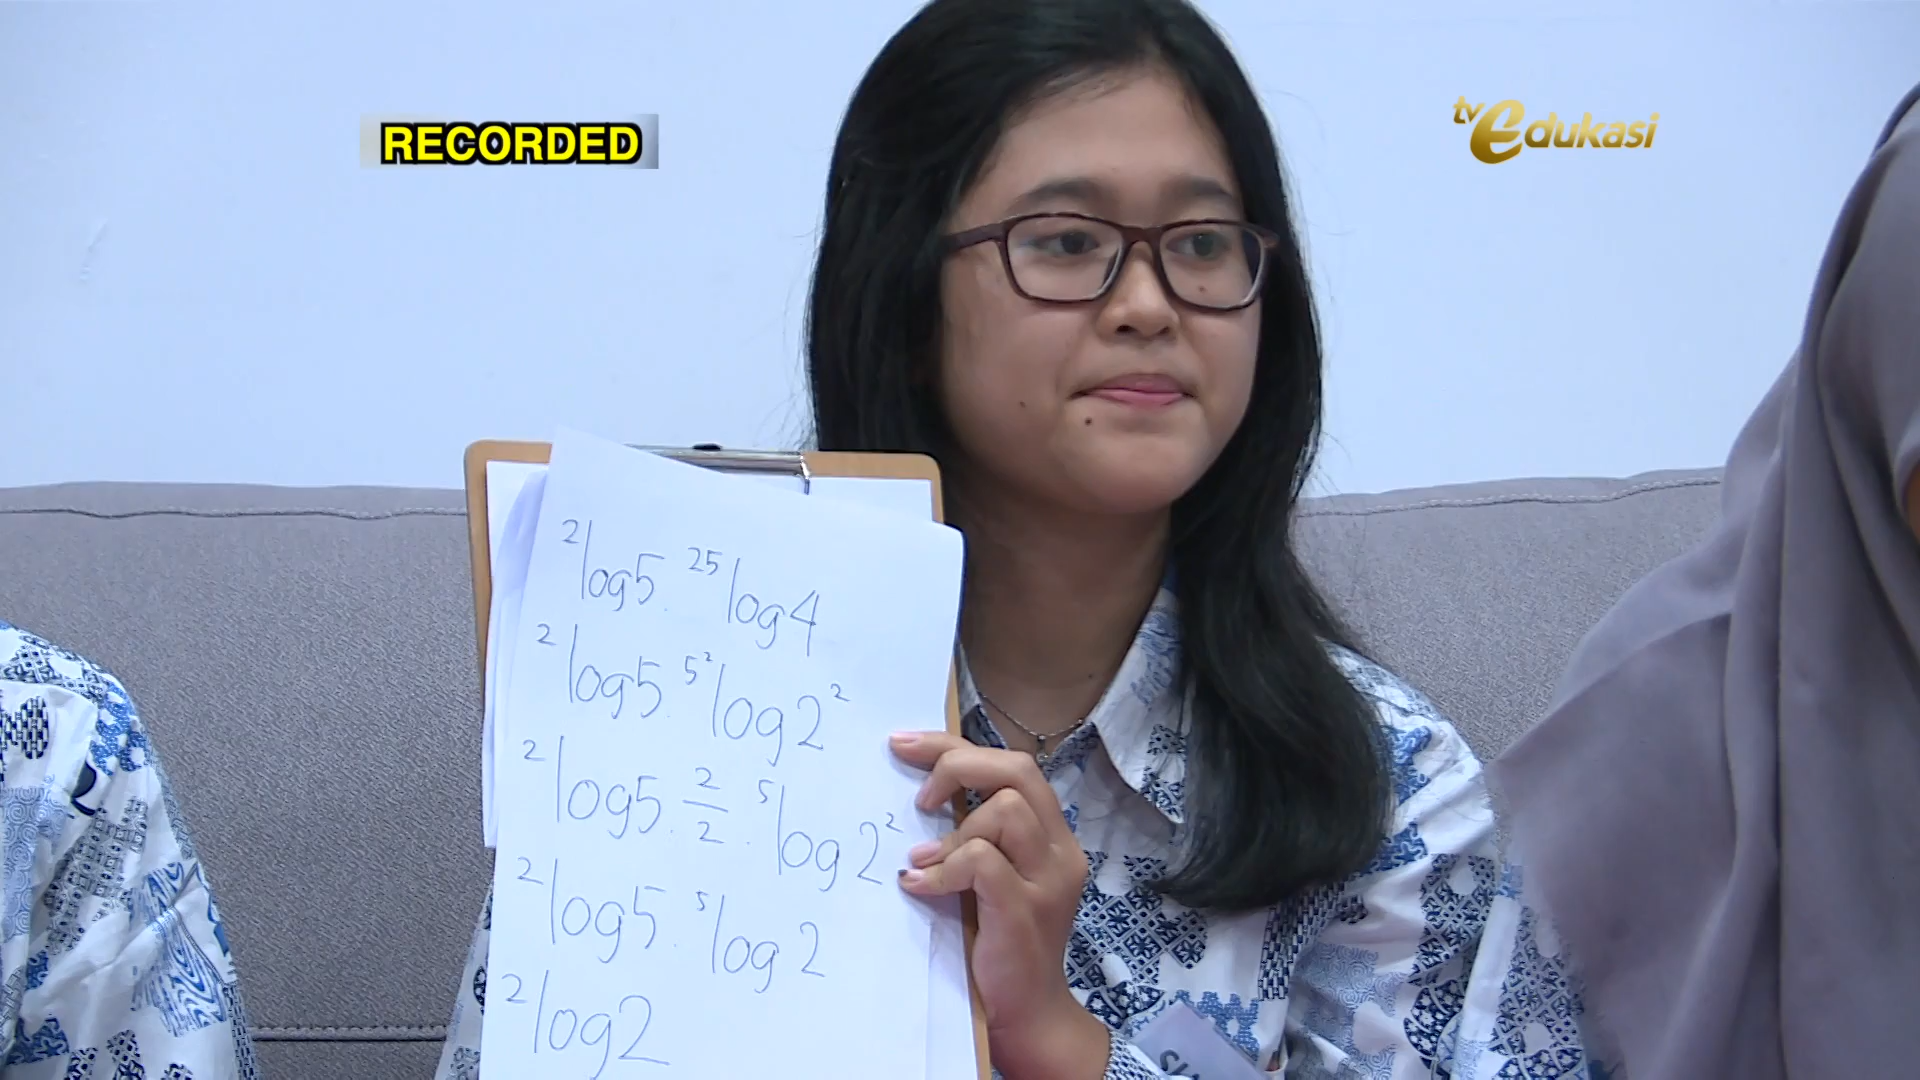 RECORDED
tv edukasi
²log5 . ²⁵log4
²log5 . ⁵²log2²
²log5 . 2/2 . ⁵log2²
²log5 . ⁵log2
²log2